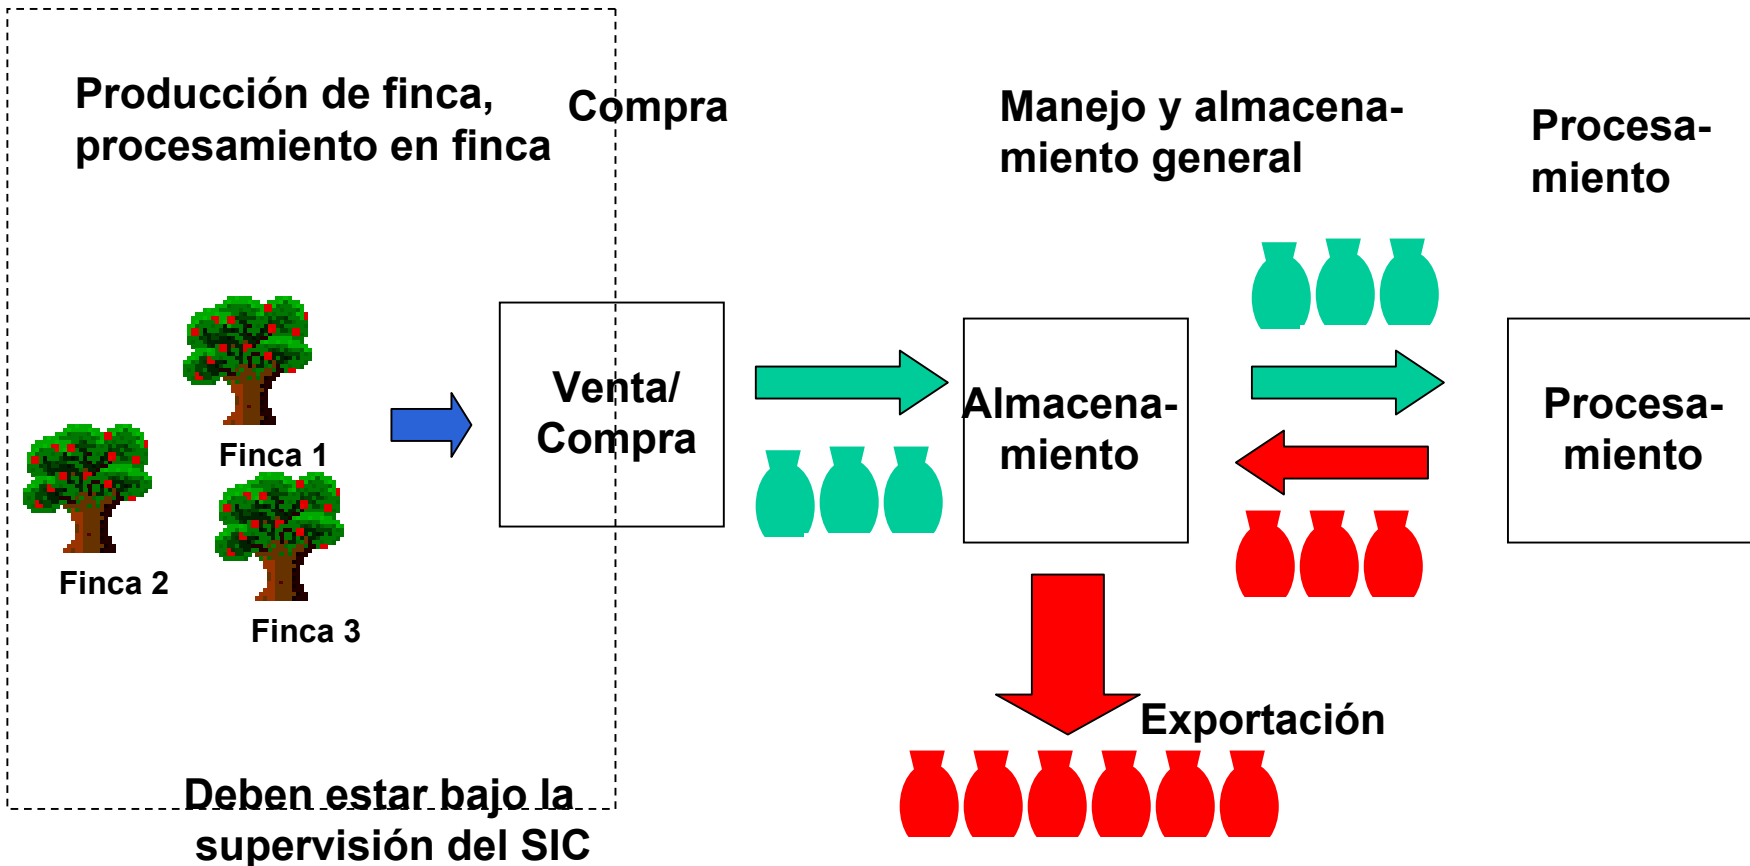 Producción de finca,
procesamiento en finca
Compra
Manejo y almacena-
miento general
Procesa-
miento
Finca 1
Finca 2
Finca 3
Venta/
Compra
Almacena-
miento
Procesa-
miento
Exportación
Deben estar bajo la
supervisión del SIC